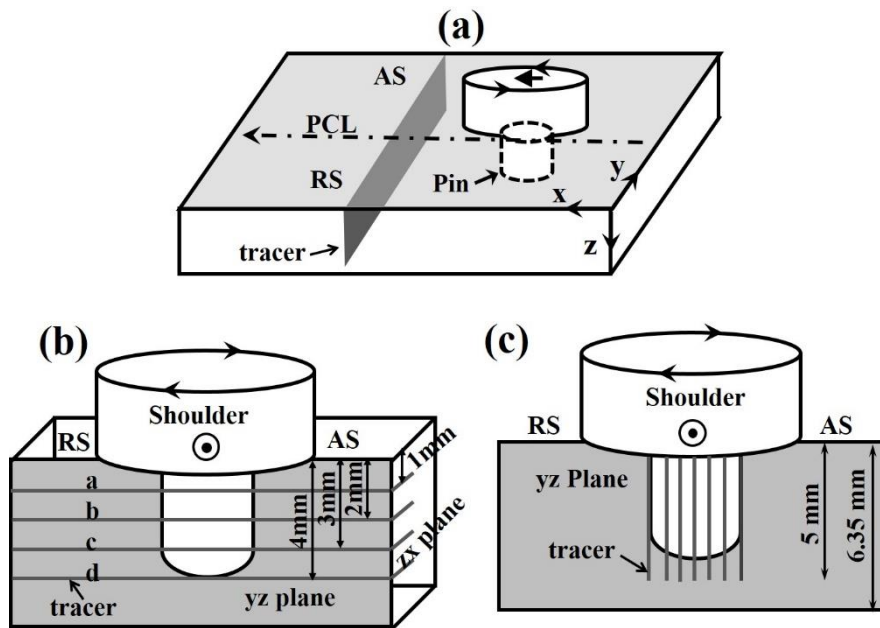 (a)
AS
PCL
RS
Pin
y
x
z
tracer
(b)
Shoulder
RS
AS
a
b
c
d
1mm
2mm
3mm
4mm
zx plane
tracer
yz plane
(c)
Shoulder
RS
AS
yz Plane
tracer
5 mm
6.35 mm